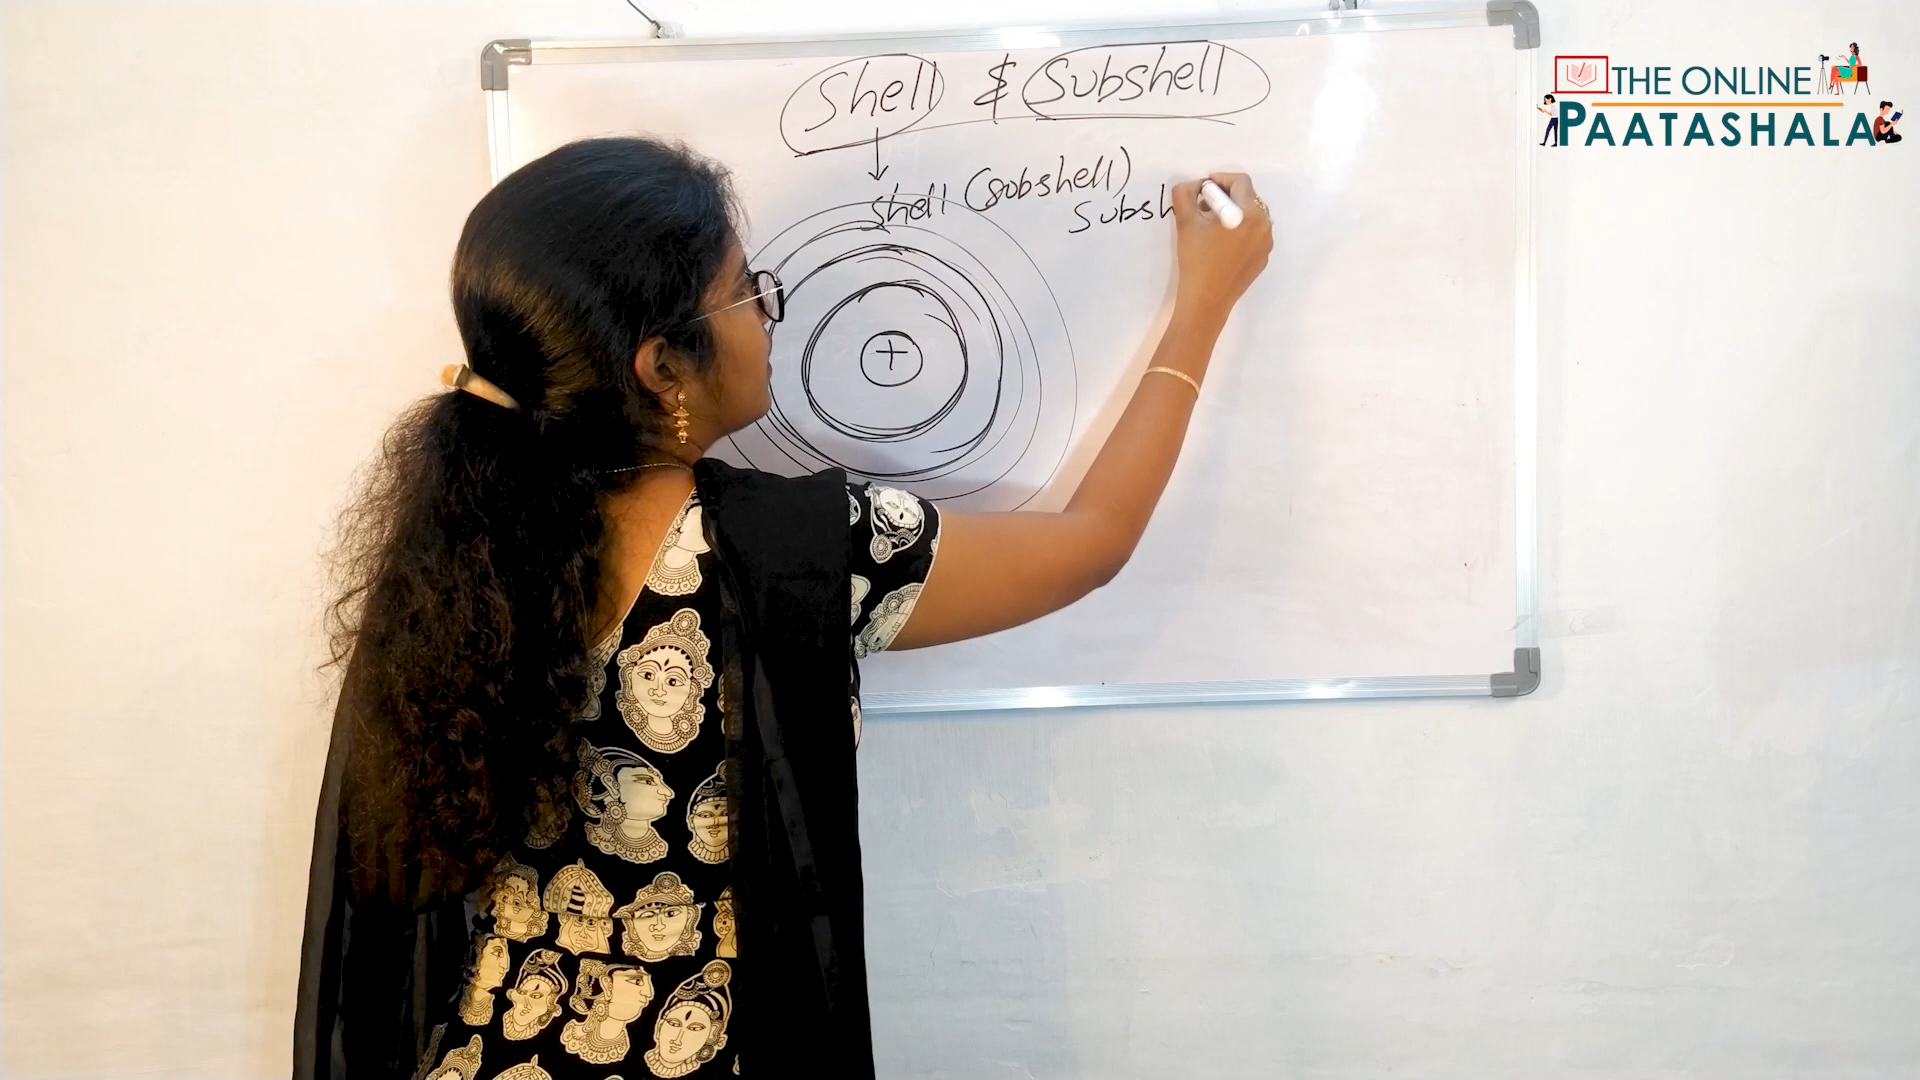 Shell & Subshell
shell (subshell)
Subsh
+
THE ONLINE
PAATASHALA